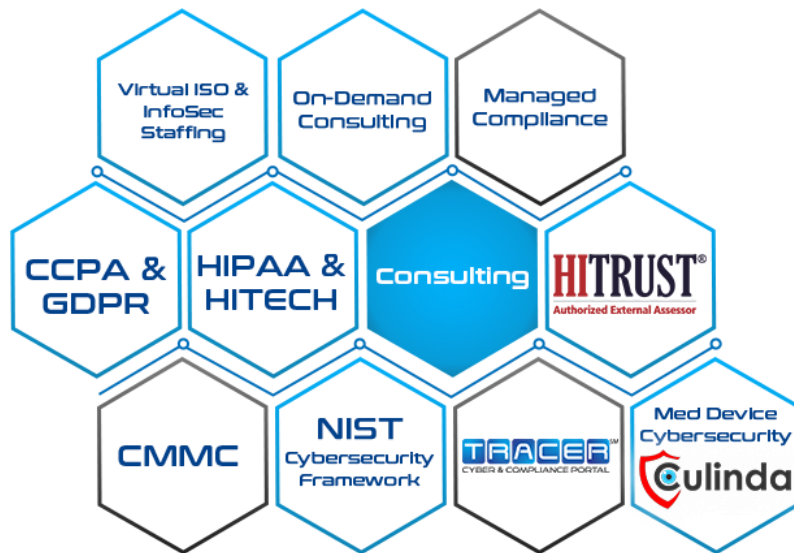 Virtual ISO &
InfoSec
Staffing
On-Demand
Consulting
Managed
Compliance
CCPA &
GDPR
HIPAA &
HITECH
Consulting
HITRUST®
Authorized External Assessor
CMMC
NIST
Cybersecurity
Framework
TRACER℠
CYBER & COMPLIANCE PORTAL
Med Device
Cybersecurity
Culinda